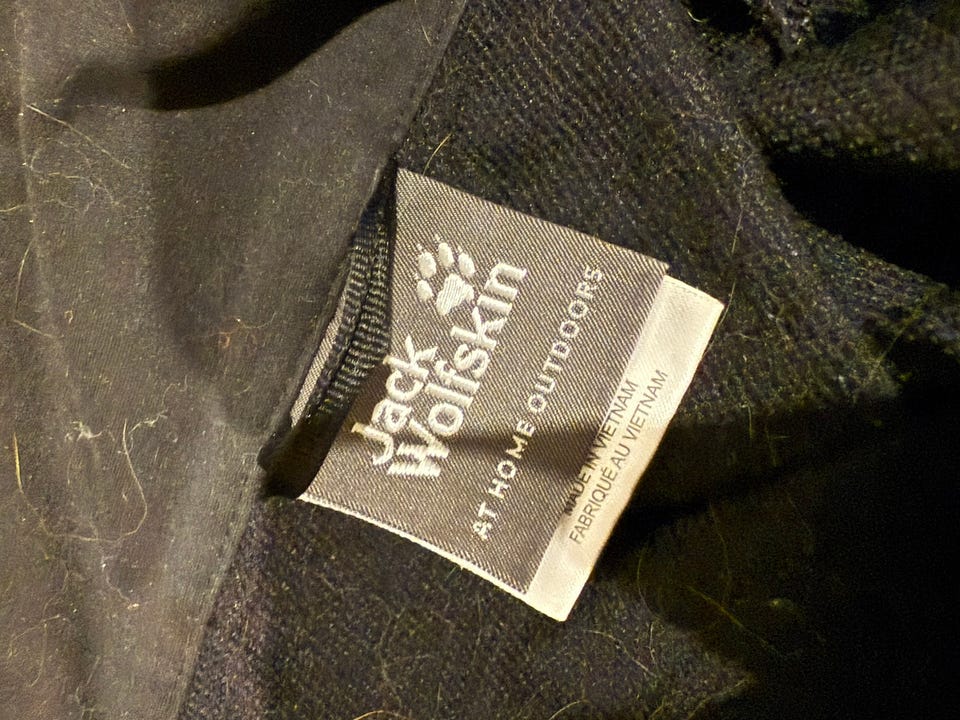 Jack
Wolfskin
AT HOME OUTDOORS
MADE IN VIETNAM
FABRIQUÉ AU VIETNAM